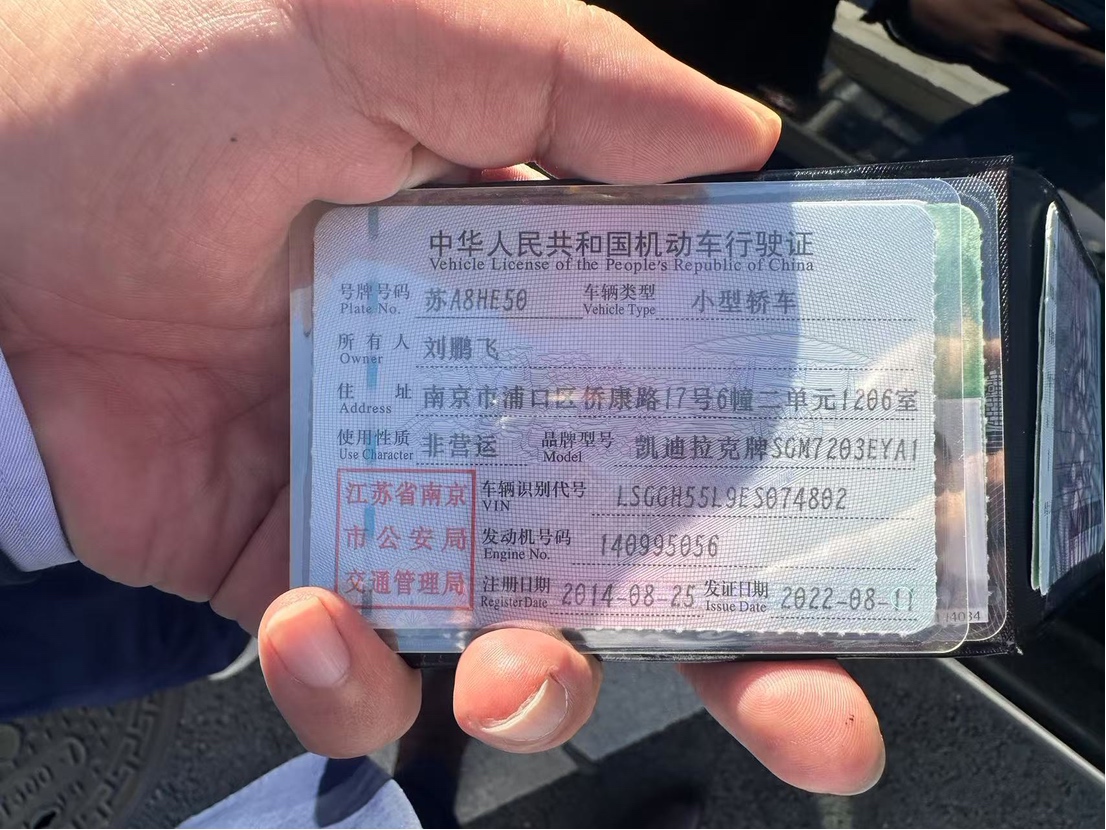 中华人民共和国机动车行驶证
Vehicle License of the People's Republic of China
号牌号码 Plate No. 苏A8HE50 车辆类型 Vehicle Type 小型轿车
所有人 Owner 刘鹏飞
住址 Address 南京市浦口区侨康路17号6幢二单元1206室
使用性质 Use Character 非营运 品牌型号 Model 凯迪拉克牌SGM7203EYA1
江苏省南京
市公安局
交通管理局
车辆识别代号 VIN LSGGH55L9ES074802
发动机号码 Engine No. 140995056
注册日期 Register Date 2014-08-25 发证日期 Issue Date 2022-08-11